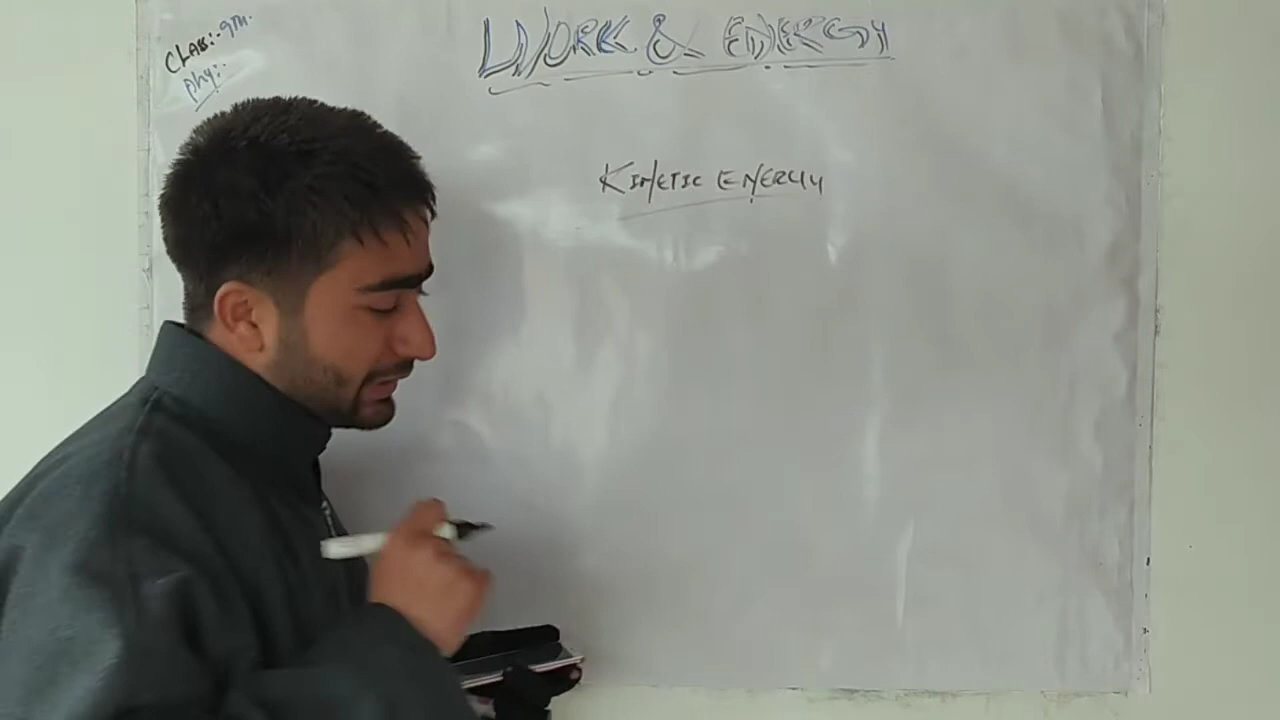 CLASS:- 9TH.
Phy:-
WORK & ENERGY
KINETIC ENERGY